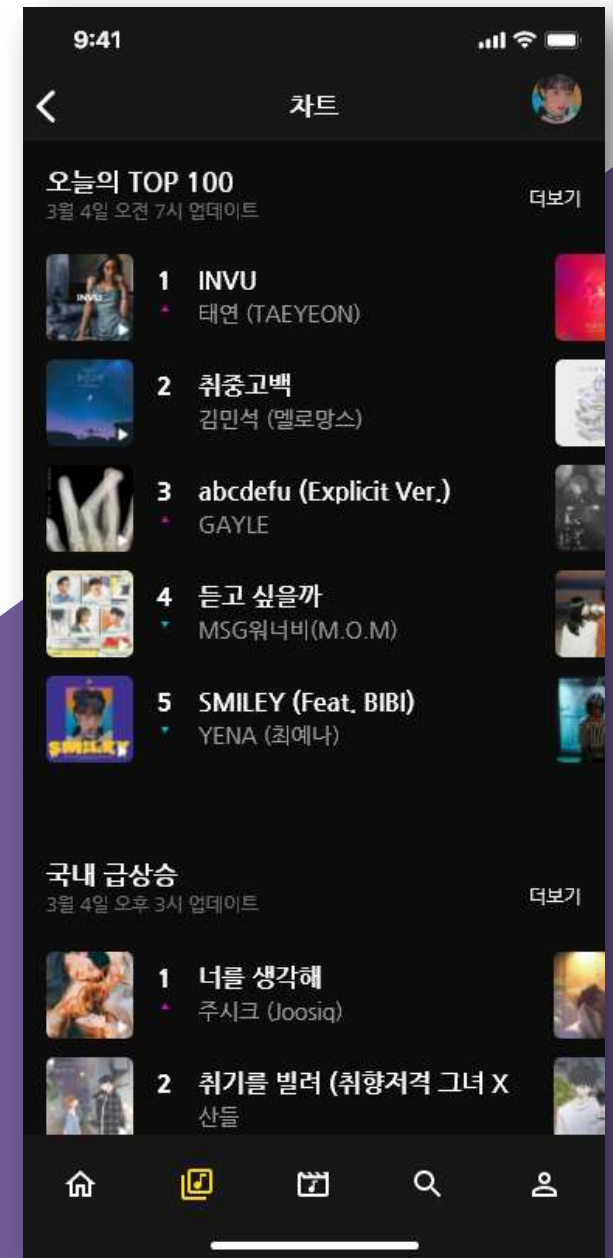 9:41
차트
오늘의 TOP 100
3월 4일 오전 7시 업데이트
더보기
INVU
1 INVU
태연 (TAEYEON)
2 취중고백
김민석 (멜로망스)
3 abcdefu (Explicit Ver.)
GAYLE
4 듣고 싶을까
MSG워너비(M.O.M)
SMILEY
5 SMILEY (Feat. BIBI)
YENA (최예나)
국내 급상승
3월 4일 오후 3시 업데이트
더보기
1 너를 생각해
주시크 (Joosiq)
2 취기를 빌려 (취향저격 그녀 X
산들